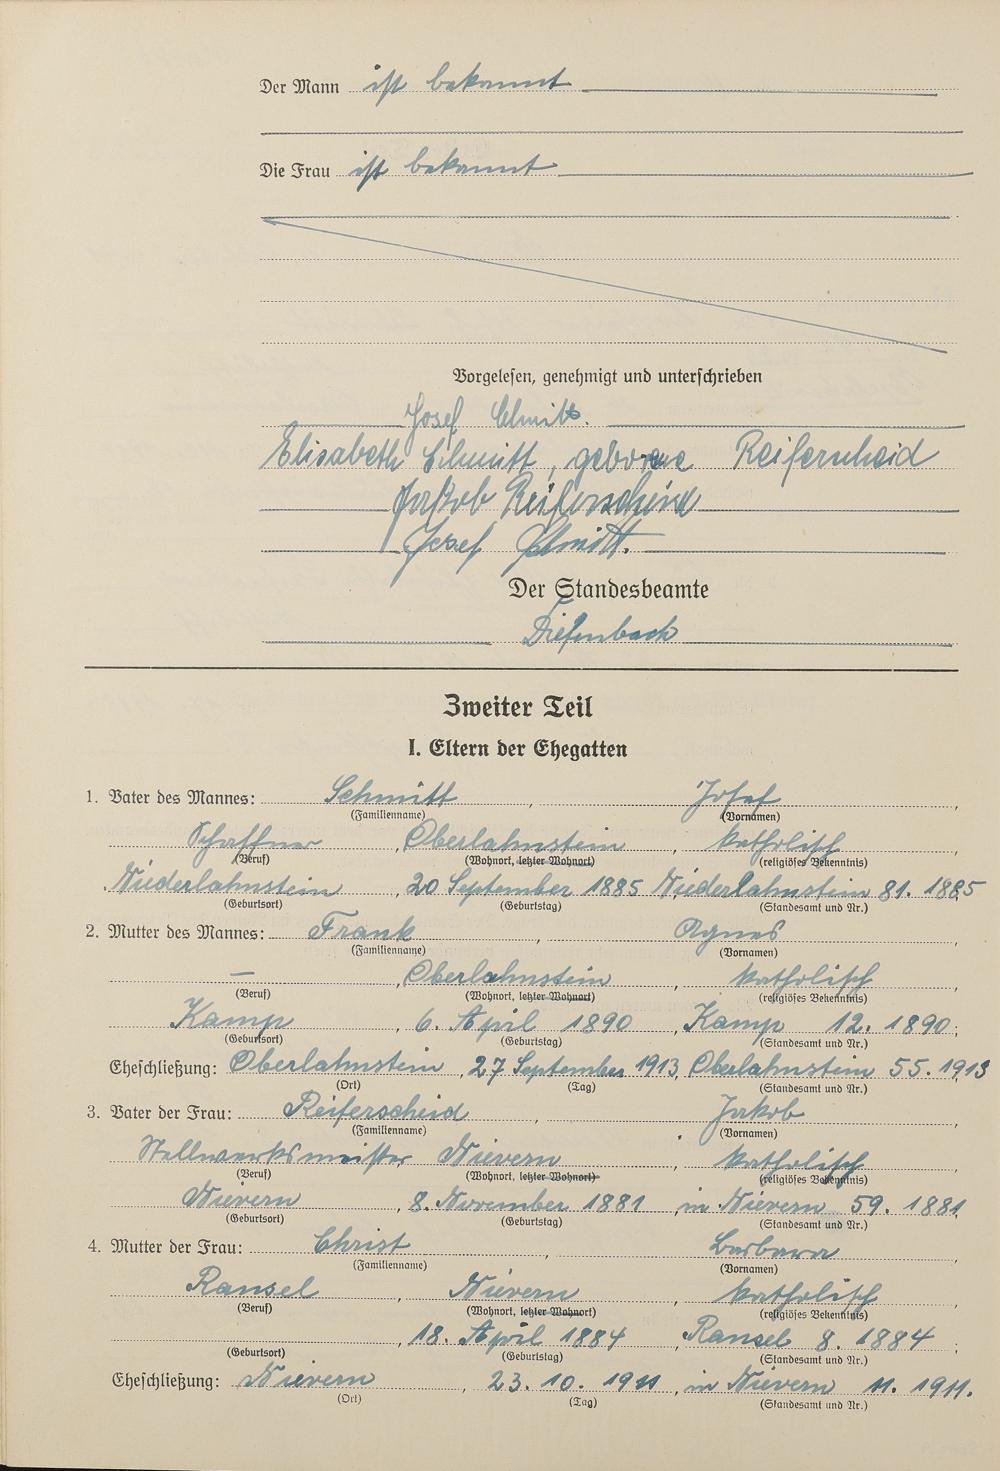 Der Mann ist bekannt
Die Frau ist bekannt
Vorgelesen, genehmigt und unterschrieben
Josef Schmitt.
Elisabeth Schmitt, geborene Reiferscheid
Jakob Reiferscheid
Josef Schmitt.
Der Standesbeamte
Diefenbach
Zweiter Teil
I. Eltern der Ehegatten
1. Vater des Mannes: Schmitt, Josef,
(Familienname) (Vornamen)
Schaffner, Oberlahnstein, katholisch
(Beruf) (Wohnort, letzter Wohnort) (religiöses Bekenntnis)
Niederlahnstein, 20 September 1885 Niederlahnstein 81. 1885
(Geburtsort) (Geburtstag) (Standesamt und Nr.)
2. Mutter des Mannes: Frank, Agnes,
(Familienname) (Vornamen)
—, Oberlahnstein, katholisch
(Beruf) (Wohnort, letzter Wohnort) (religiöses Bekenntnis)
Kamp, 6. April 1890, Kamp 12. 1890;
(Geburtsort) (Geburtstag) (Standesamt und Nr.)
Eheschließung: Oberlahnstein, 27 September 1913, Oberlahnstein 55. 1913
(Ort) (Tag) (Standesamt und Nr.)
3. Vater der Frau: Reiferscheid, Jakob,
(Familienname) (Vornamen)
Stellwerksmeister Nievern, katholisch
(Beruf) (Wohnort, letzter Wohnort) (religiöses Bekenntnis)
Nievern, 8. November 1881, in Nievern 59. 1881.
(Geburtsort) (Geburtstag) (Standesamt und Nr.)
4. Mutter der Frau: Christ, Barbara,
(Familienname) (Vornamen)
Ransel, Nievern, katholisch,
(Beruf) (Wohnort, letzter Wohnort) (religiöses Bekenntnis)
, 18. April 1884, Ransel 8. 1884;
(Geburtsort) (Geburtstag) (Standesamt und Nr.)
Eheschließung: Nievern, 23. 10. 1911, in Nievern 11. 1911.
(Ort) (Tag) (Standesamt und Nr.)